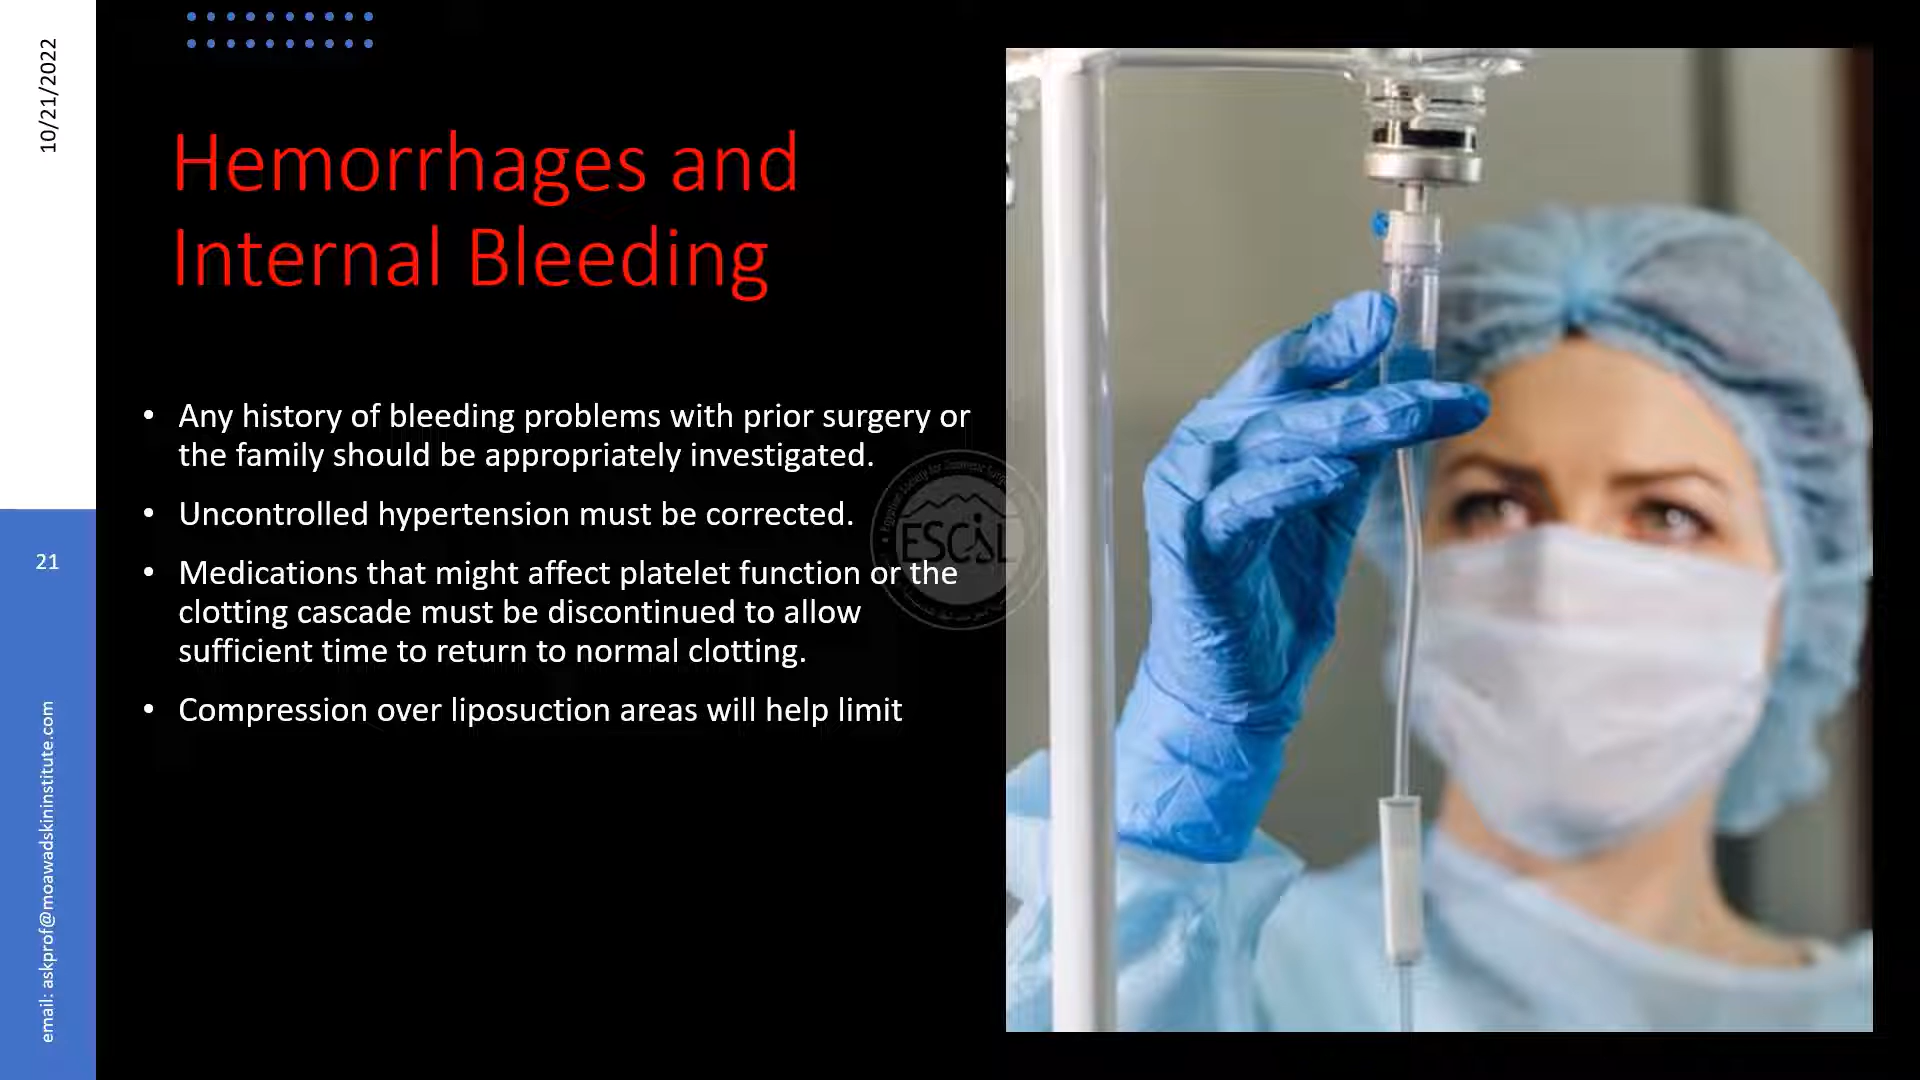 10/21/2022
Hemorrhages and
Internal Bleeding
• Any history of bleeding problems with prior surgery or
the family should be appropriately investigated.
• Uncontrolled hypertension must be corrected.
• Medications that might affect platelet function or the
clotting cascade must be discontinued to allow
sufficient time to return to normal clotting.
• Compression over liposuction areas will help limit
21
email: askprof@moawadskininstitute.com